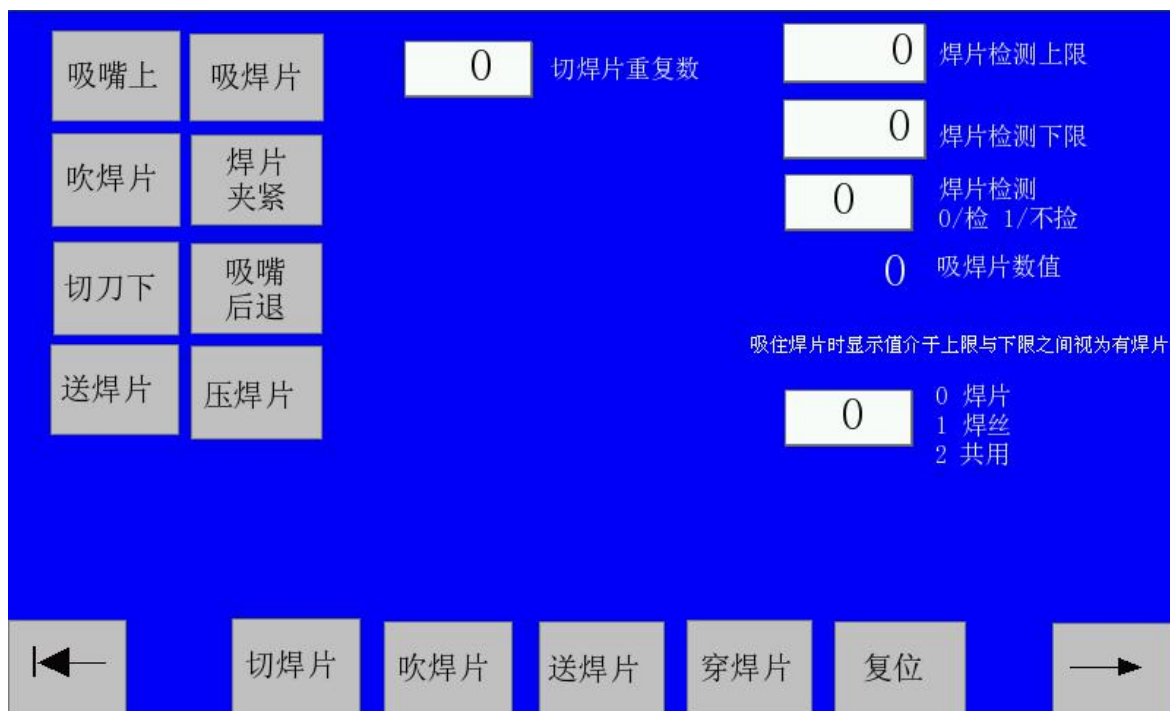 吸嘴上
吸焊片
0
切焊片重复数
0
焊片检测上限
吹焊片
焊片
夹紧
0
焊片检测下限
0
焊片检测
0/检 1/不捡
切刀下
吸嘴
后退
0
吸焊片数值
吸住焊片时显示值介于上限与下限之间视为有焊片
送焊片
压焊片
0
0 焊片
1 焊丝
2 共用
切焊片
吹焊片
送焊片
穿焊片
复位